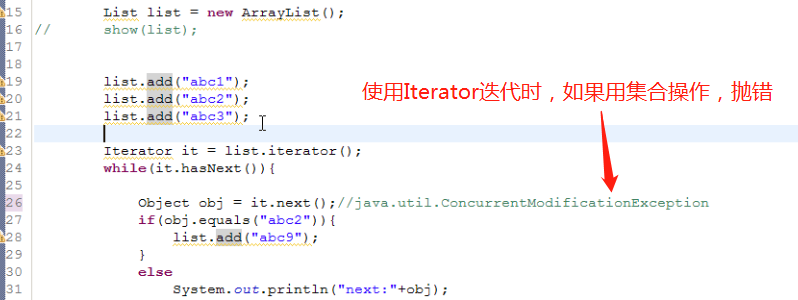 15 List list = new ArrayList();
16 // show(list);
17
18
19 list.add("abc1");
20 list.add("abc2");
21 list.add("abc3");
使用Iterator迭代时，如果用集合操作，抛错
22
23 Iterator it = list.iterator();
24 while(it.hasNext()){
25
26 Object obj = it.next();//java.util.ConcurrentModificationException
27 if(obj.equals("abc2")){
28 list.add("abc9");
29 }
30 else
31 System.out.println("next:"+obj);